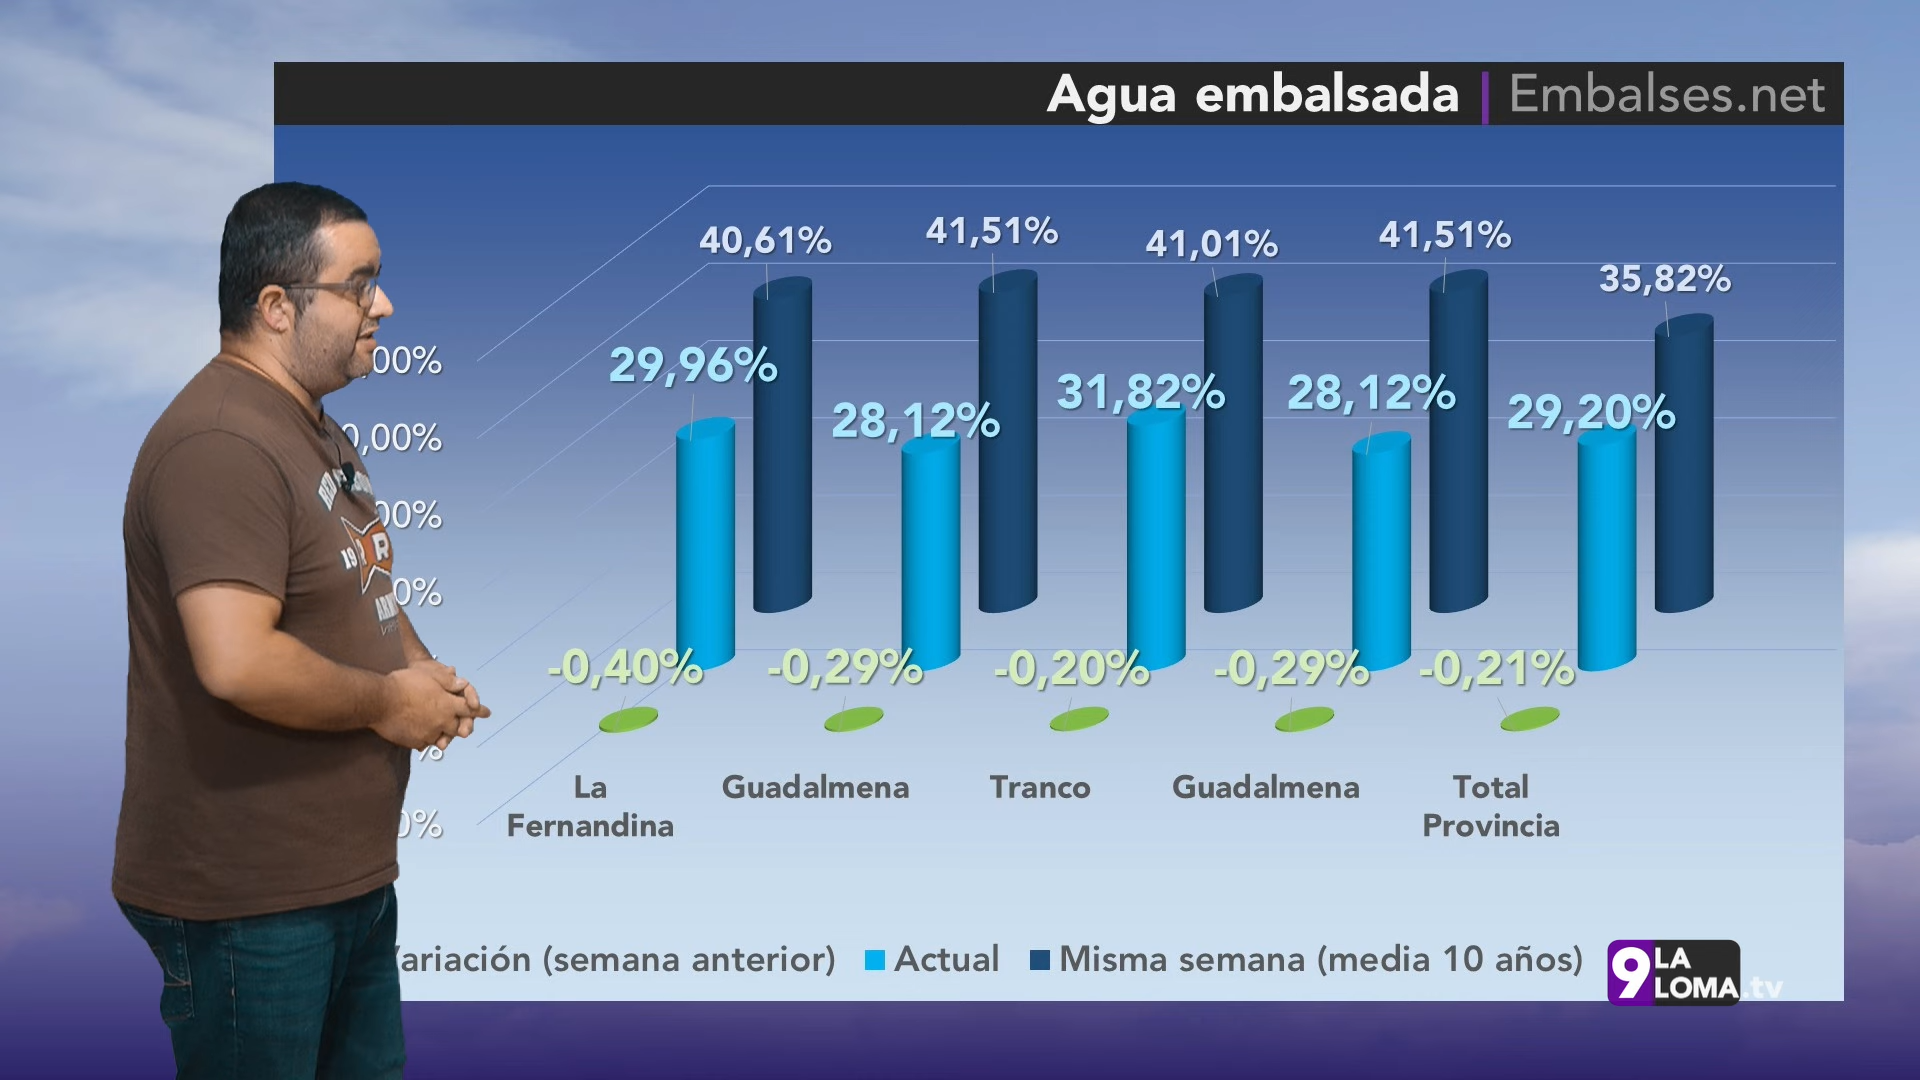 Agua embalsada | Embalses.net
40,61%
41,51%
41,01%
41,51%
35,82%
29,96%
28,12%
31,82%
28,12%
29,20%
-0,40%
-0,29%
-0,20%
-0,29%
-0,21%
La
Fernandina
Guadalmena
Tranco
Guadalmena
Total
Provincia
(semana anterior)
Actual
Misma semana (media 10 años)
9 LA
LOMA.tv